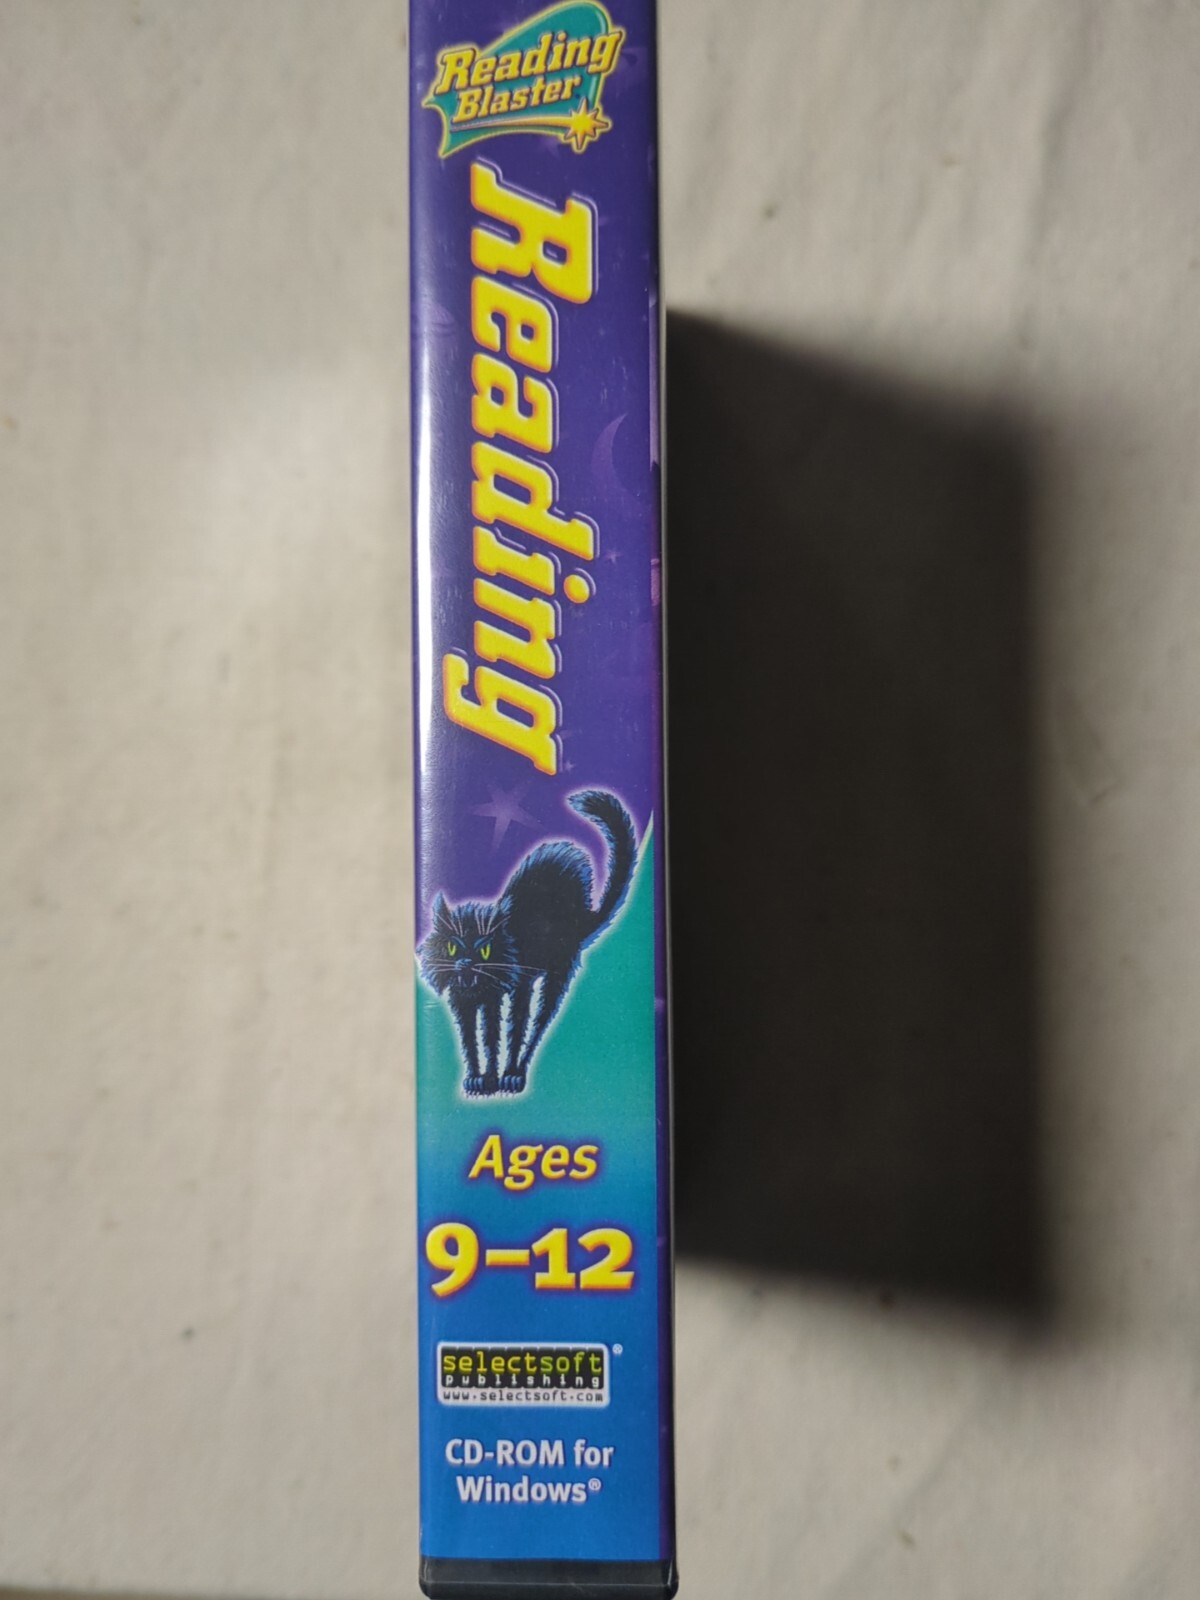 Reading
Blaster
Reading
Ages
9-12
selectsoft®
publishing
www.selectsoft.com
CD-ROM for
Windows®